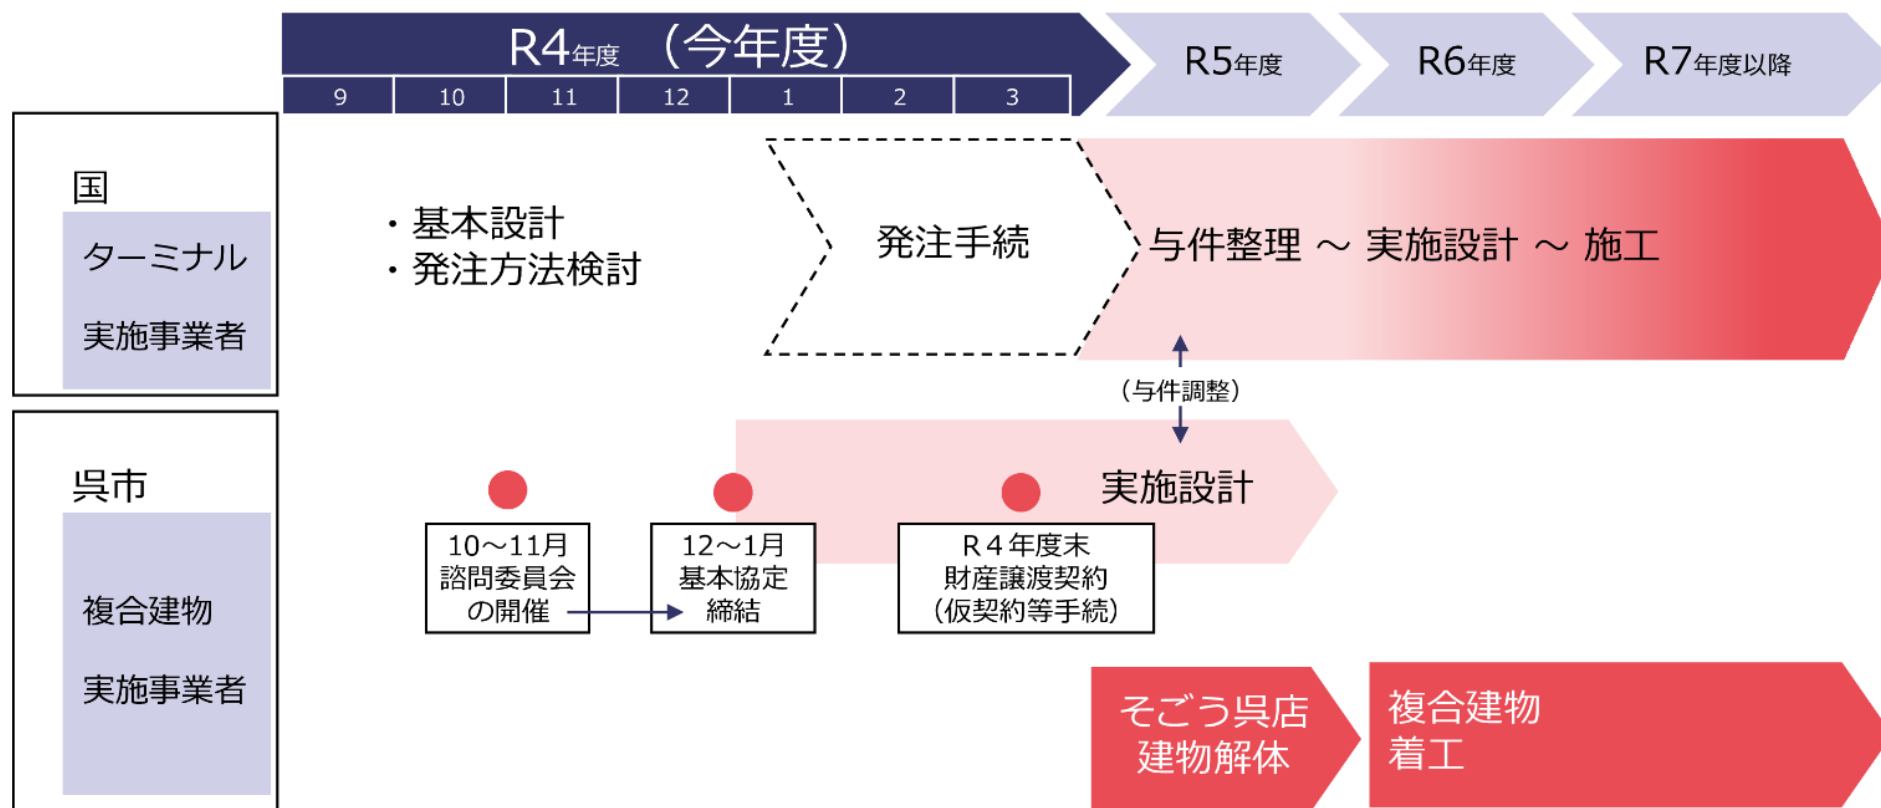 R4年度 （今年度）
R5年度
R6年度
R7年度以降
9 10 11 12 1 2 3
国
ターミナル
実施事業者
・基本設計
・発注方法検討
発注手続
与件整理 ～ 実施設計 ～ 施工
（与件調整）
呉市
複合建物
実施事業者
実施設計
10～11月
諮問委員会
の開催
12～1月
基本協定
締結
R４年度末
財産譲渡契約
（仮契約等手続）
そごう呉店
建物解体
複合建物
着工